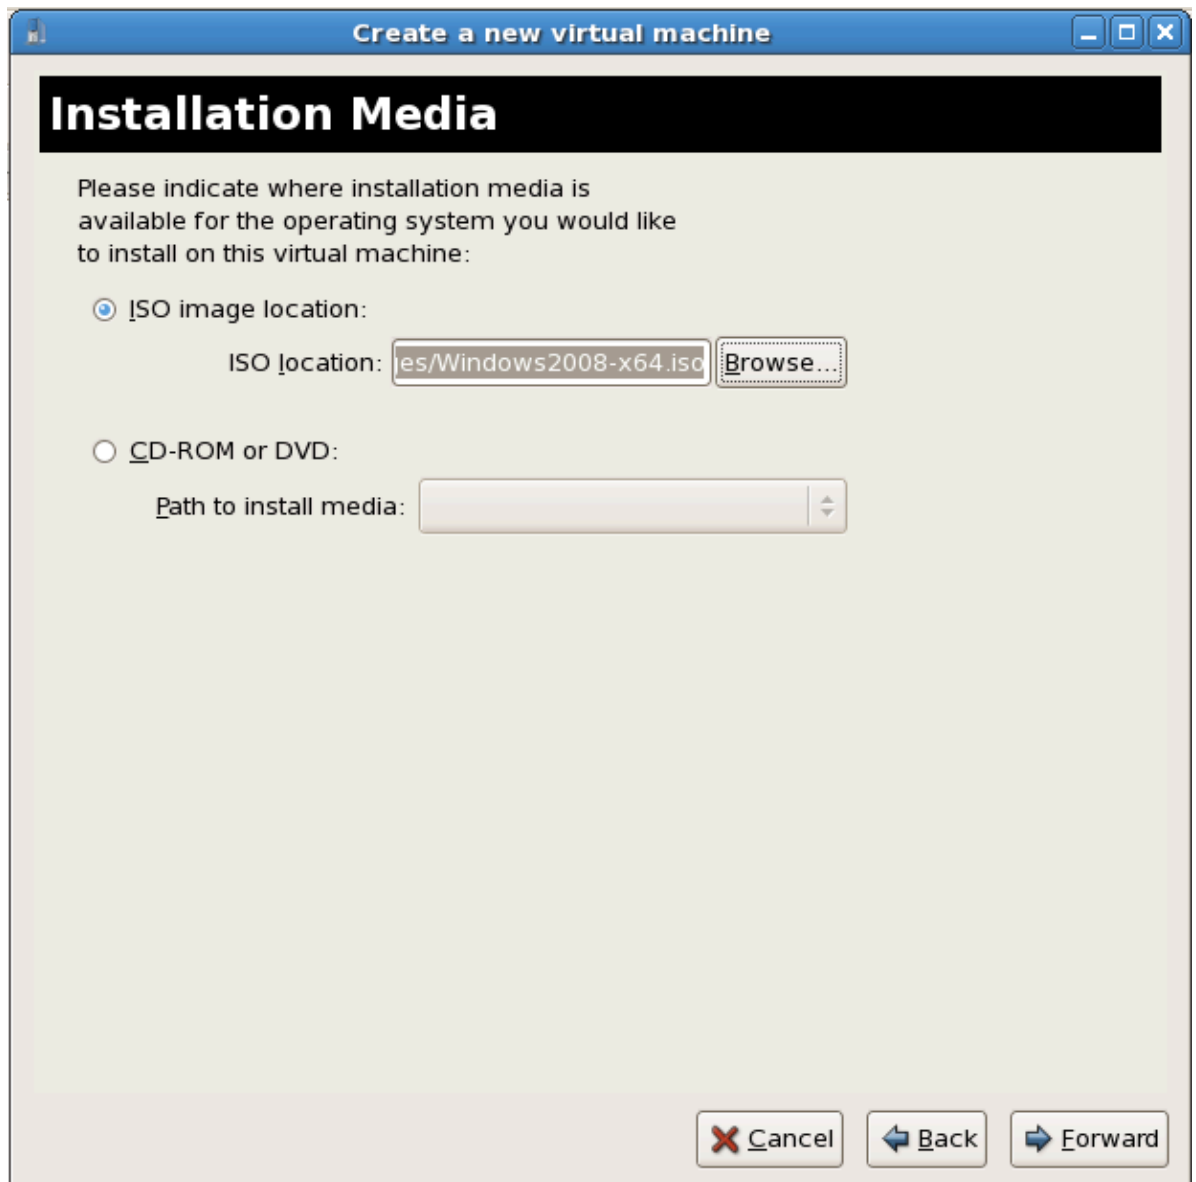 Create a new virtual machine
Installation Media
Please indicate where installation media is
available for the operating system you would like
to install on this virtual machine:
ISO image location:
ISO location: es/Windows2008-x64.iso Browse...
CD-ROM or DVD:
Path to install media:
Cancel Back Forward